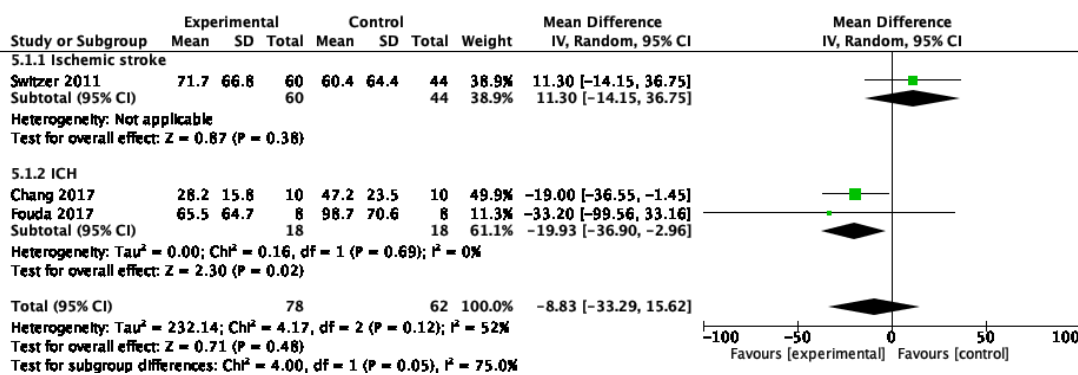 Experimental Control Mean Difference Mean Difference
Study or Subgroup Mean SD Total Mean SD Total Weight IV, Random, 95% CI IV, Random, 95% CI
5.1.1 Ischemic stroke
Switzer 2011 71.7 66.8 60 60.4 64.4 44 38.9% 11.30 [-14.15, 36.75]
Subtotal (95% CI) 60 44 38.9% 11.30 [-14.15, 36.75]
Heterogeneity: Not applicable
Test for overall effect: Z = 0.87 (P = 0.38)
5.1.2 ICH
Chang 2017 28.2 15.8 10 47.2 23.5 10 49.9% -19.00 [-36.55, -1.45]
Fouda 2017 65.5 64.7 8 98.7 70.6 8 11.3% -33.20 [-99.56, 33.16]
Subtotal (95% CI) 18 18 61.1% -19.93 [-36.90, -2.96]
Heterogeneity: Tau² = 0.00; Chi² = 0.16, df = 1 (P = 0.69); I² = 0%
Test for overall effect: Z = 2.30 (P = 0.02)
Total (95% CI) 78 62 100.0% -8.83 [-33.29, 15.62]
Heterogeneity: Tau² = 232.14; Chi² = 4.17, df = 2 (P = 0.12); I² = 52%
Test for overall effect: Z = 0.71 (P = 0.48)
Test for subgroup differences: Chi² = 4.00, df = 1 (P = 0.05), I² = 75.0%
-100 -50 0 50 100
Favours [experimental] Favours [control]